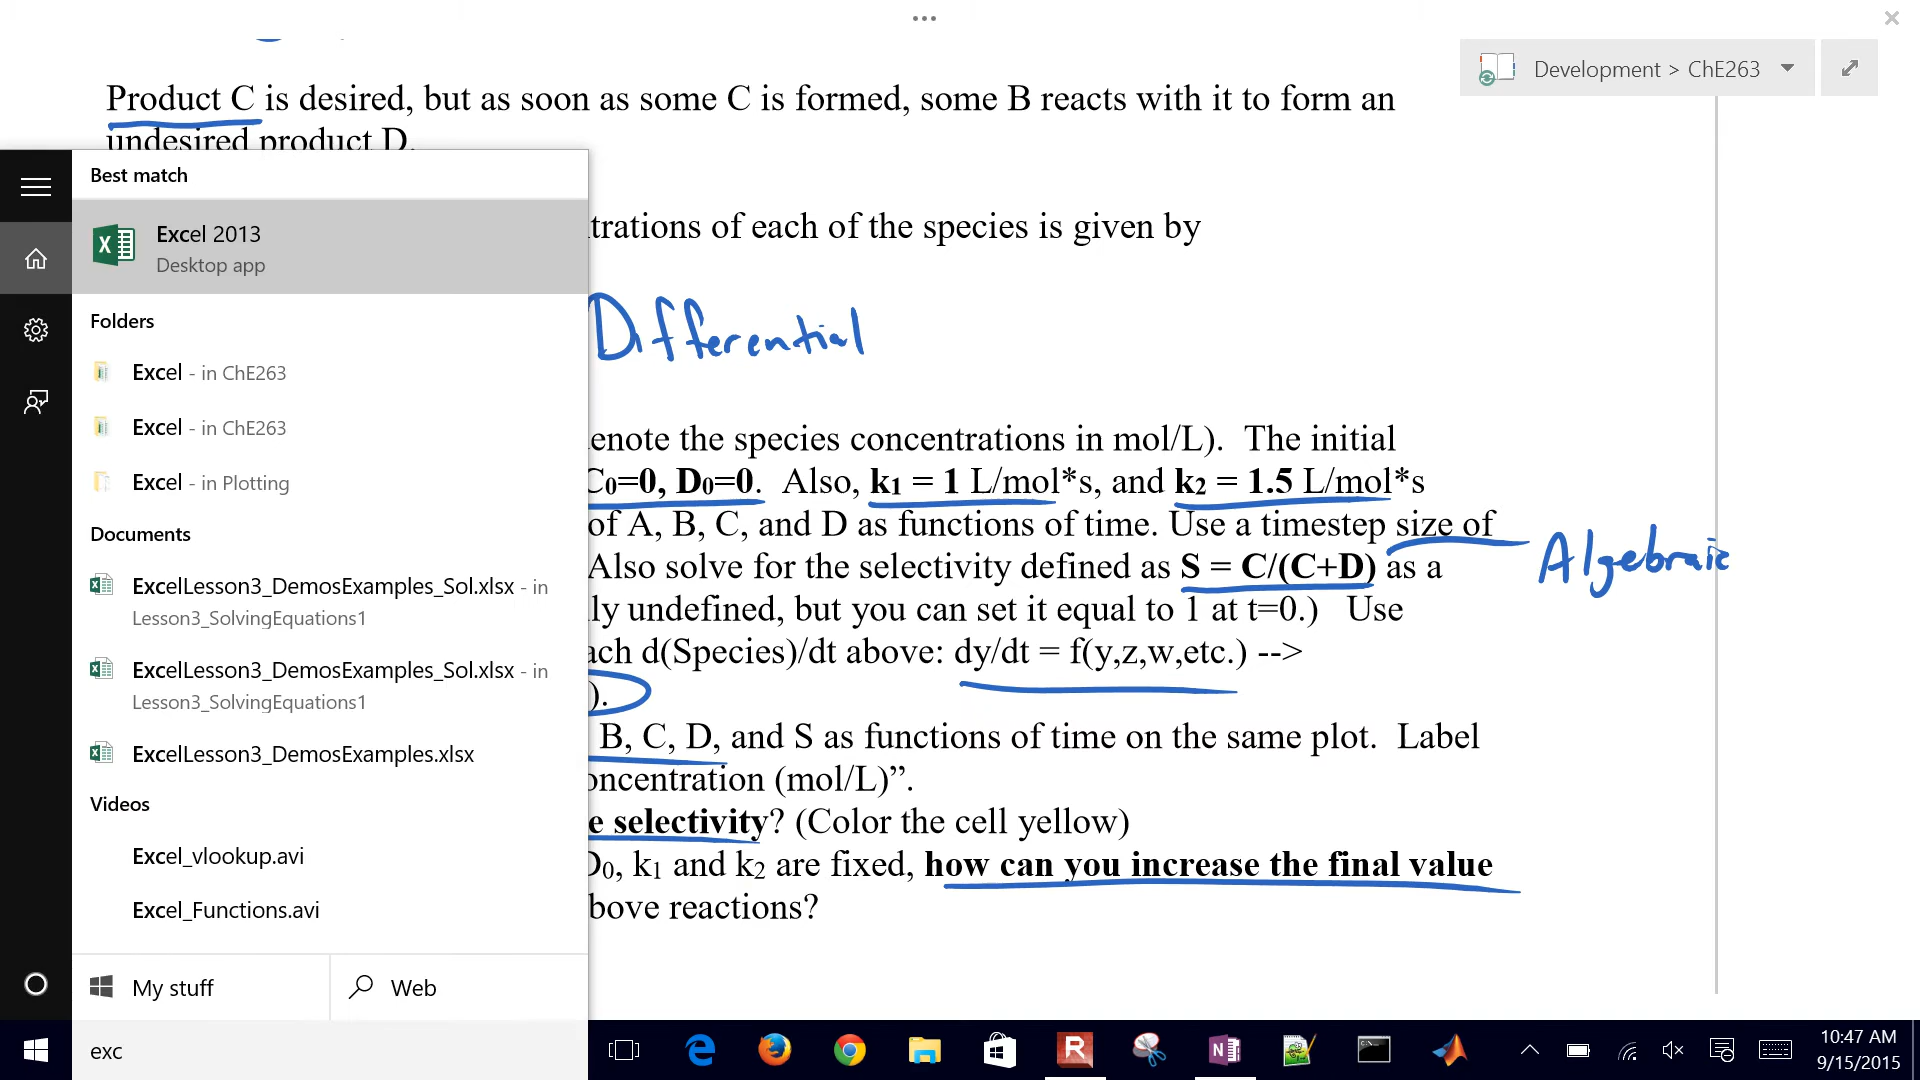 Development > ChE263
Product C is desired, but as soon as some C is formed, some B reacts with it to form an
undesired product D.
trations of each of the species is given by
Differential
enote the species concentrations in mol/L). The initial
C0=0, D0=0. Also, k1 = 1 L/mol*s, and k2 = 1.5 L/mol*s
of A, B, C, and D as functions of time. Use a timestep size of
Algebraic
Also solve for the selectivity defined as S = C/(C+D) as a
lly undefined, but you can set it equal to 1 at t=0.) Use
ach d(Species)/dt above: dy/dt = f(y,z,w,etc.) -->
).
B, C, D, and S as functions of time on the same plot. Label
oncentration (mol/L)”.
e selectivity? (Color the cell yellow)
D0, k1 and k2 are fixed, how can you increase the final value
bove reactions?
Best match
Excel 2013
Desktop app
Folders
Excel - in ChE263
Excel - in ChE263
Excel - in Plotting
Documents
ExcelLesson3_DemosExamples_Sol.xlsx - in
Lesson3_SolvingEquations1
ExcelLesson3_DemosExamples_Sol.xlsx - in
Lesson3_SolvingEquations1
ExcelLesson3_DemosExamples.xlsx
Videos
Excel_vlookup.avi
Excel_Functions.avi
My stuff
Web
exc
10:47 AM
9/15/2015